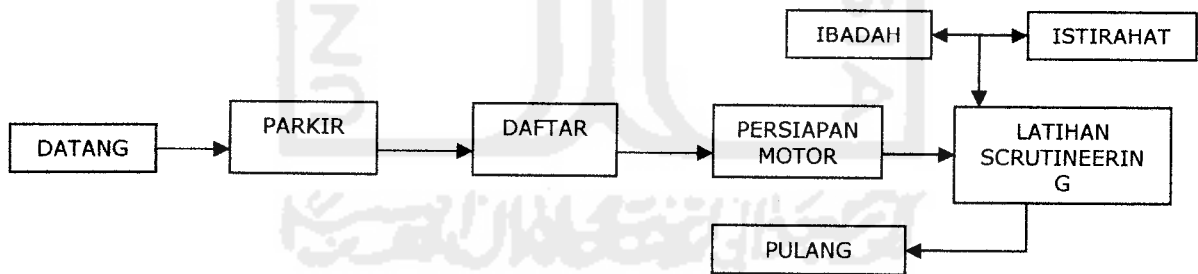 IBADAH
ISTIRAHAT
DATANG
PARKIR
DAFTAR
PERSIAPAN
MOTOR
LATIHAN
SCRUTINEERIN
G
PULANG